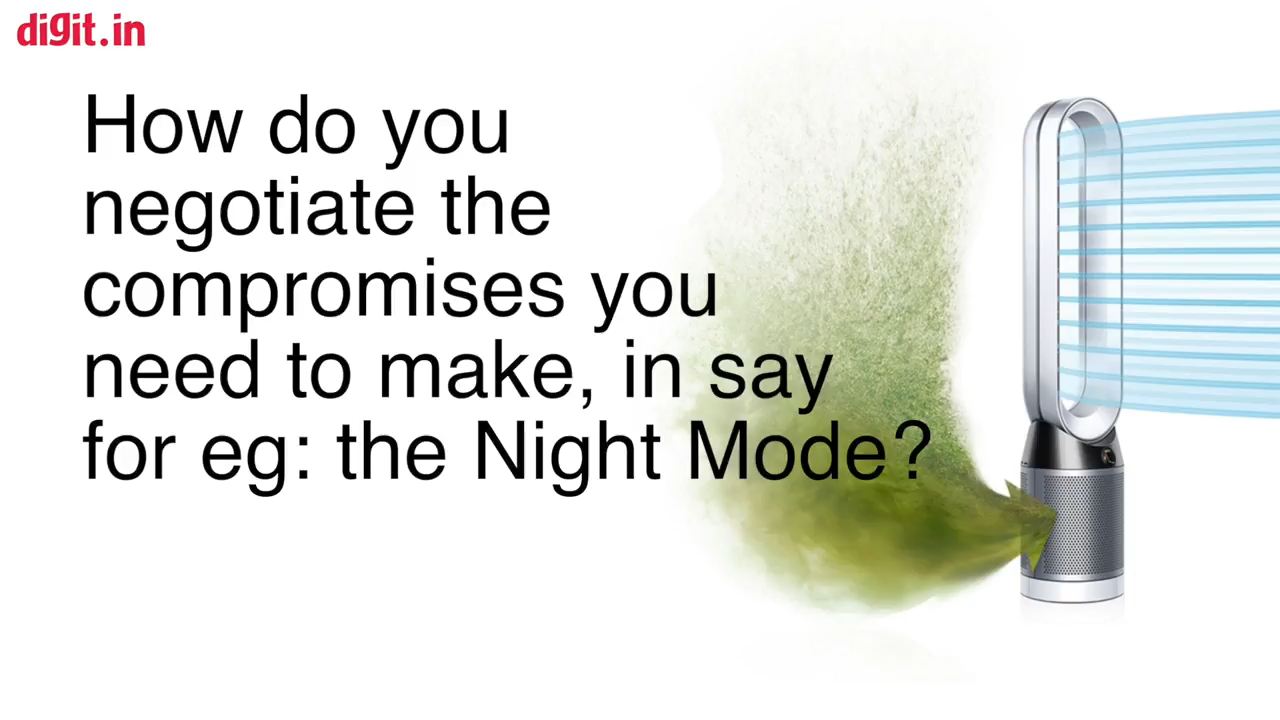 digit.in
How do you
negotiate the
compromises you
need to make, in say
for eg: the Night Mode?